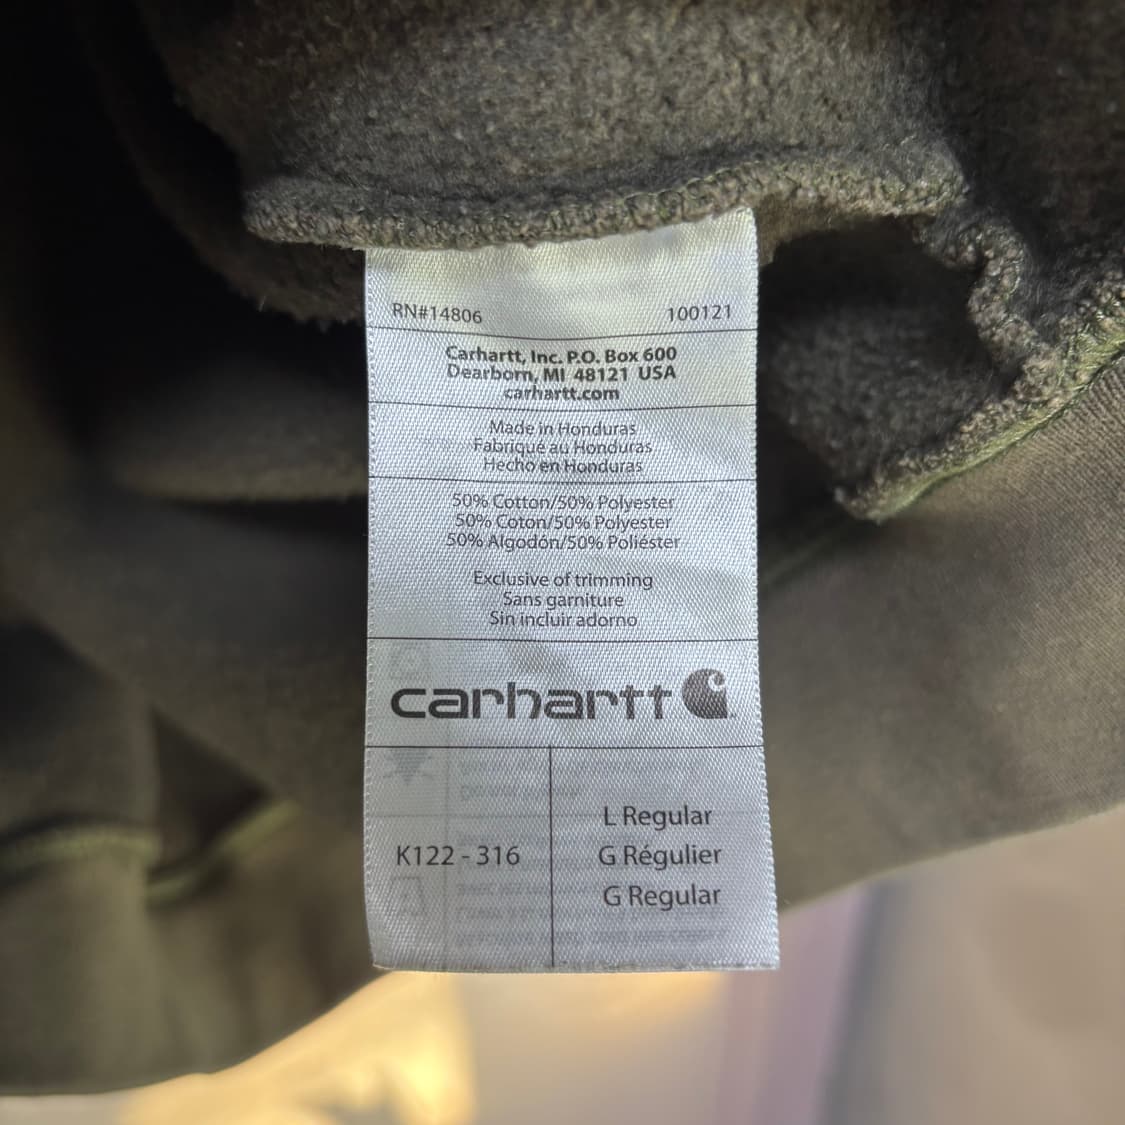 RN#14806 100121
Carhartt, Inc. P.O. Box 600
Dearborn, MI 48121 USA
carhartt.com
Made in Honduras
Fabriqué au Honduras
Hecho en Honduras
50% Cotton/50% Polyester
50% Coton/50% Polyester
50% Algodón/50% Poliéster
Exclusive of trimming
Sans garniture
Sin incluir adorno
carhartt
K122 - 316
L Regular
G Régulier
G Regular